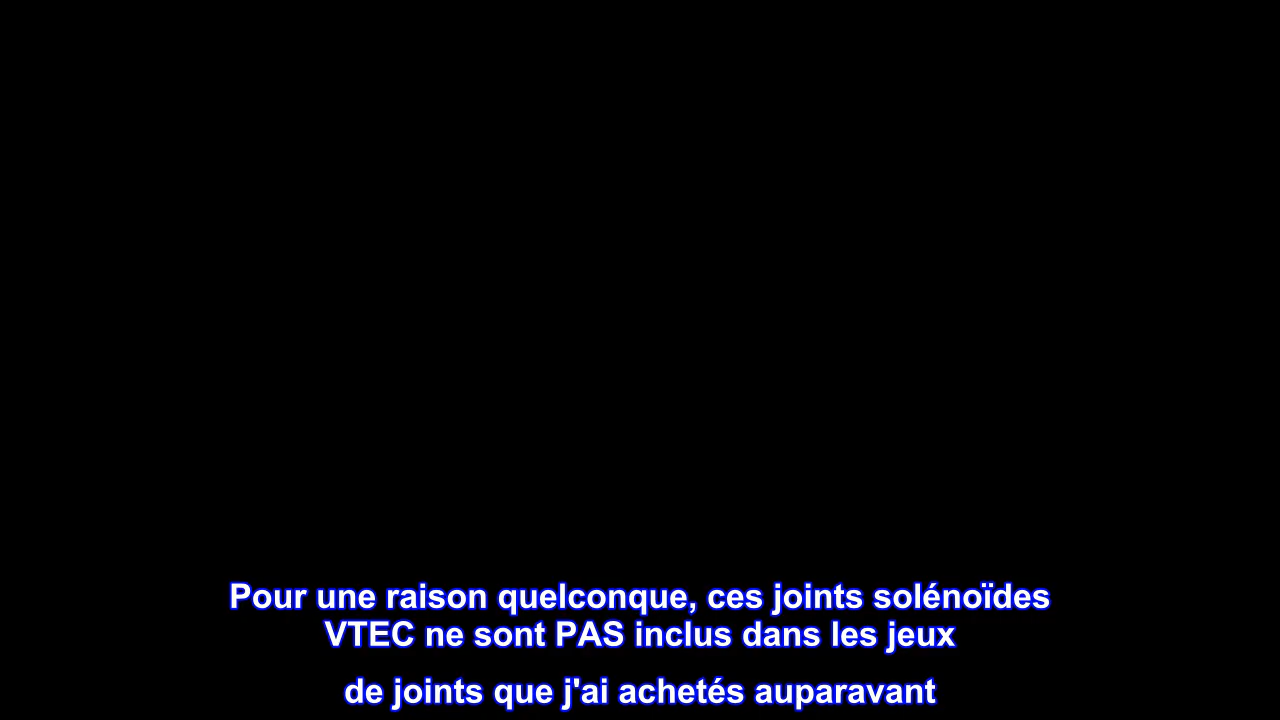 Pour une raison quelconque, ces joints solénoïdes
VTEC ne sont PAS inclus dans les jeux
de joints que j'ai achetés auparavant